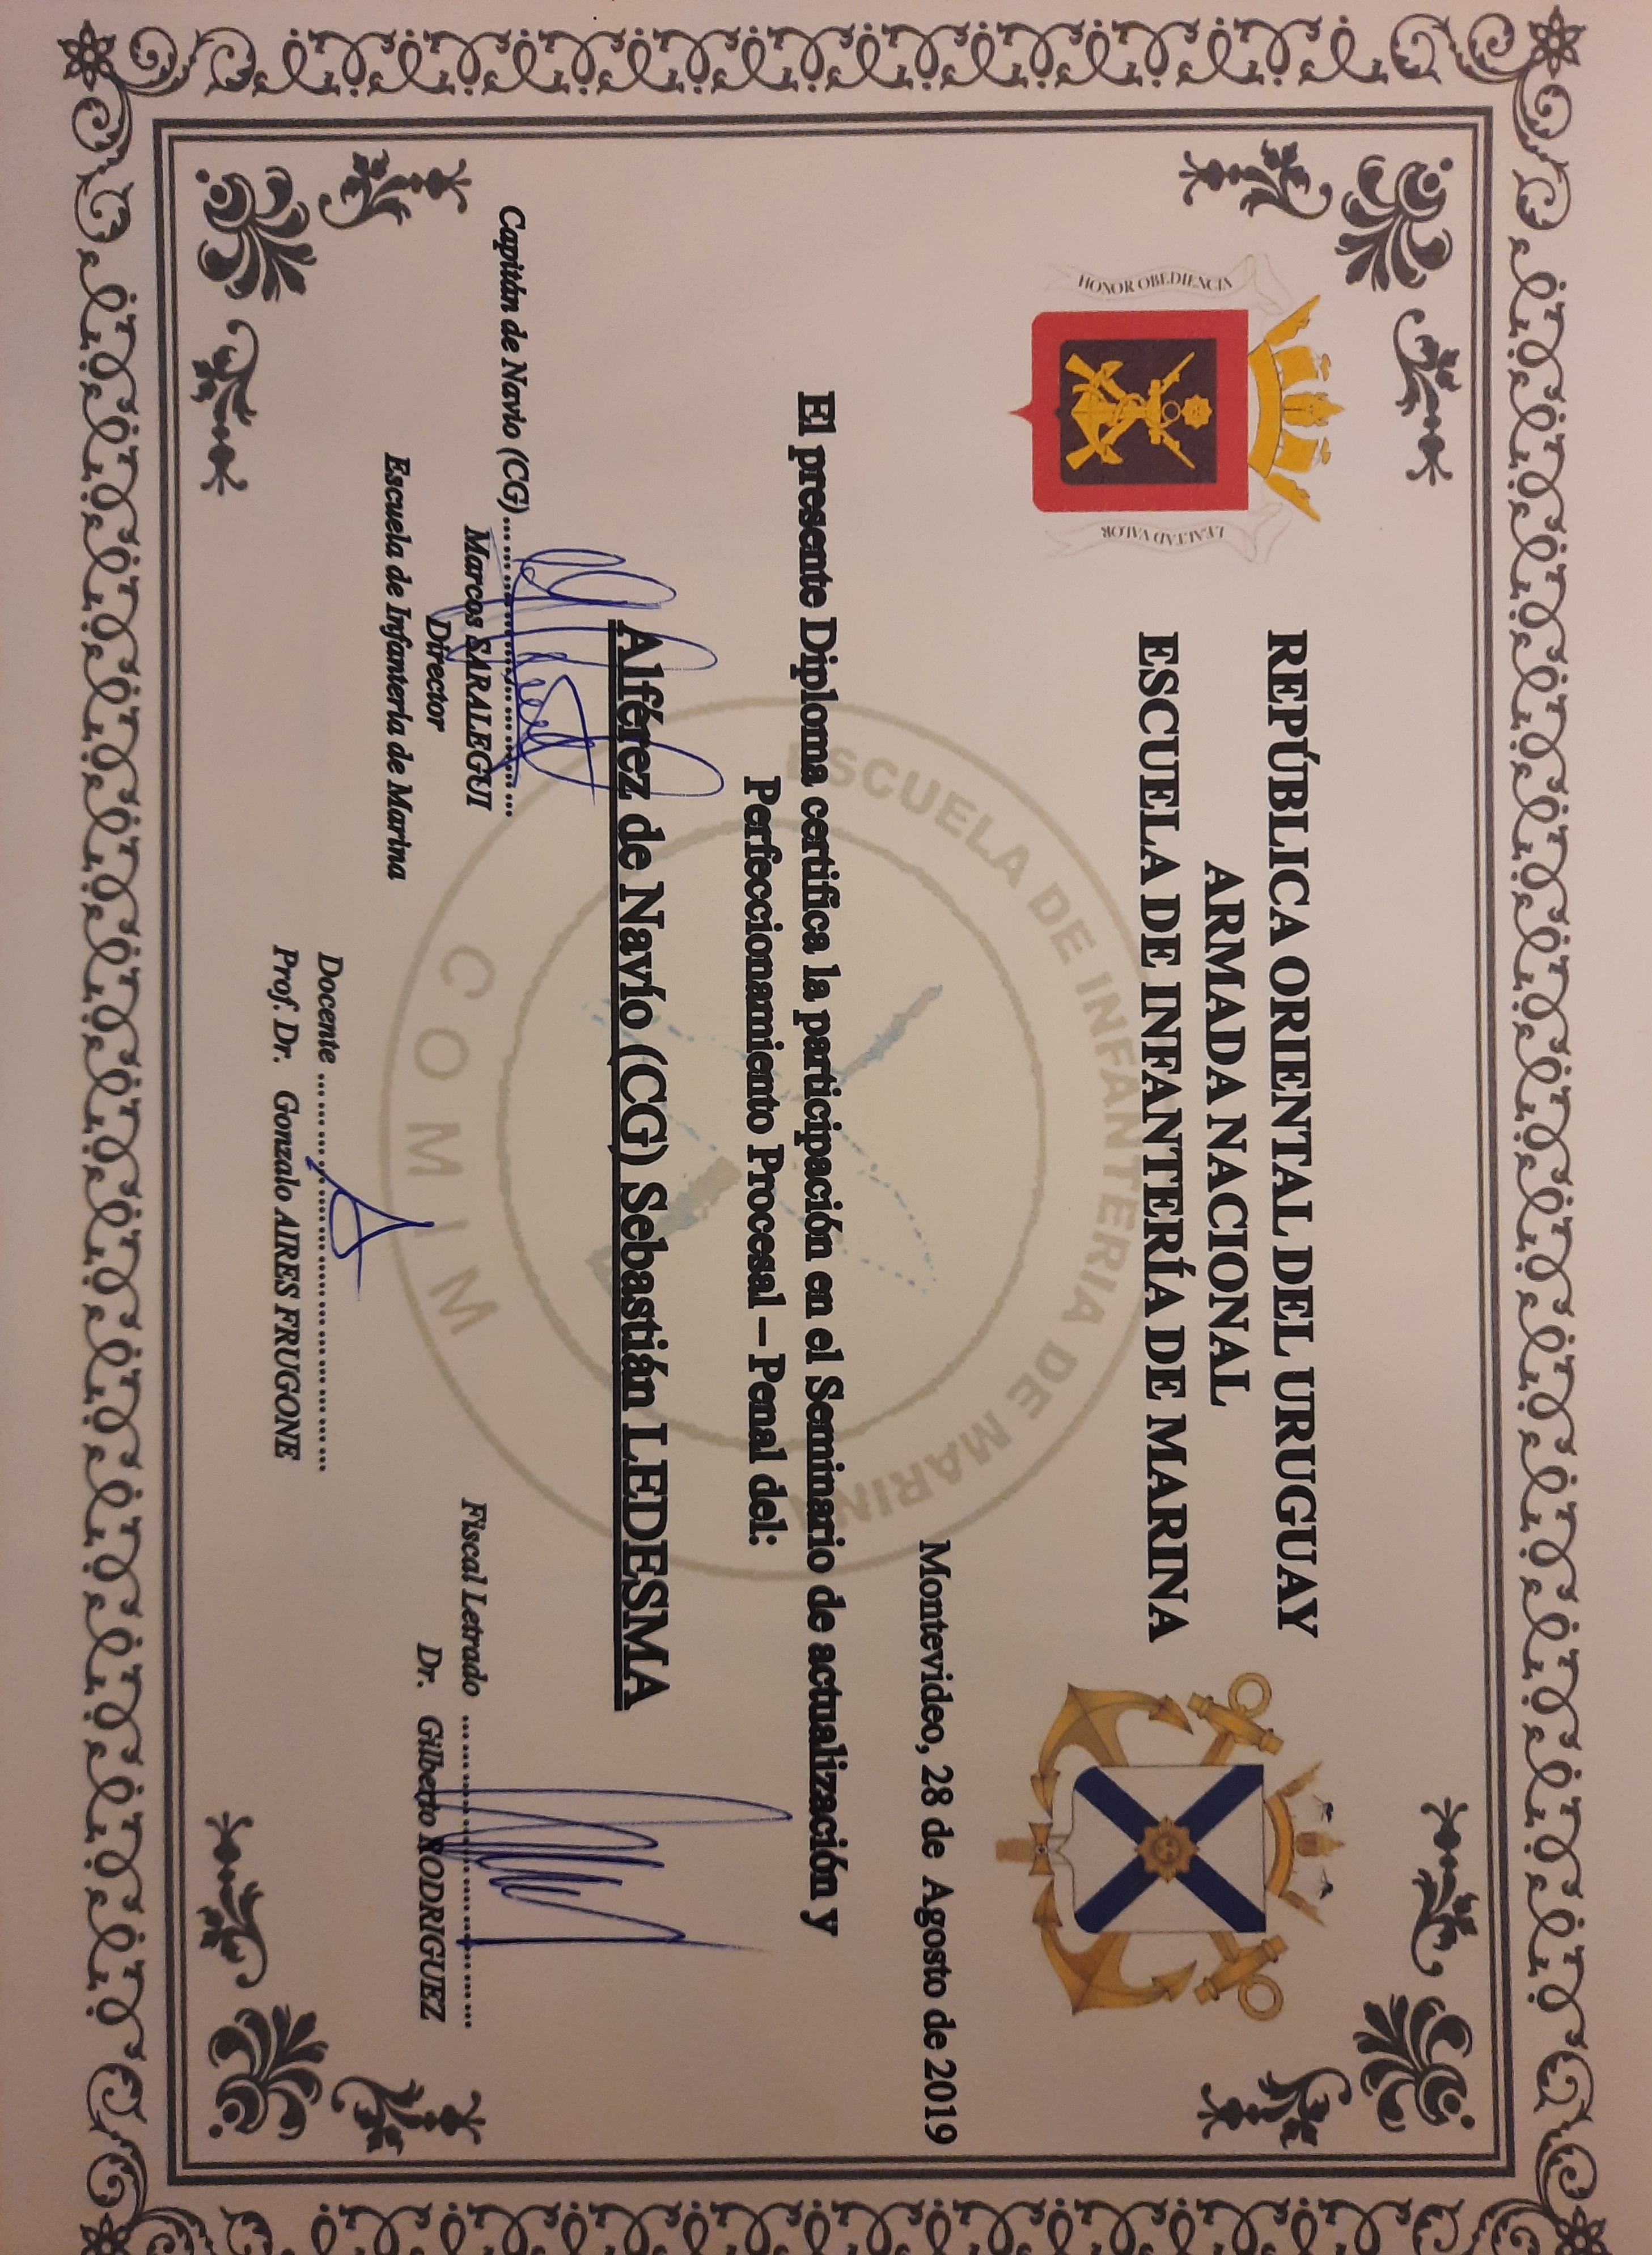 REPÚBLICA ORIENTAL DEL URUGUAY
ARMADA NACIONAL
ESCUELA DE INFANTERÍA DE MARINA
HONOR OBEDIENCIA
LEALTAD VALOR
ESCUELA DE INFANTERIA DE MARINA
Montevideo, 28 de Agosto de 2019
El presente Diploma certifica la participación en el Seminario de actualización y
Perfeccionamiento Procesal – Penal del:
Alférez de Navío (CG) Sebastián LEDESMA
Capitán de Navio (CG)
Marcos SARALEGUI
Director
Escuela de Infantería de Marina
COMIM
Fiscal Letrado
Dr. Gilberto RODRIGUEZ
Docente
Prof. Dr. Gonzalo AIRES FRUGONE